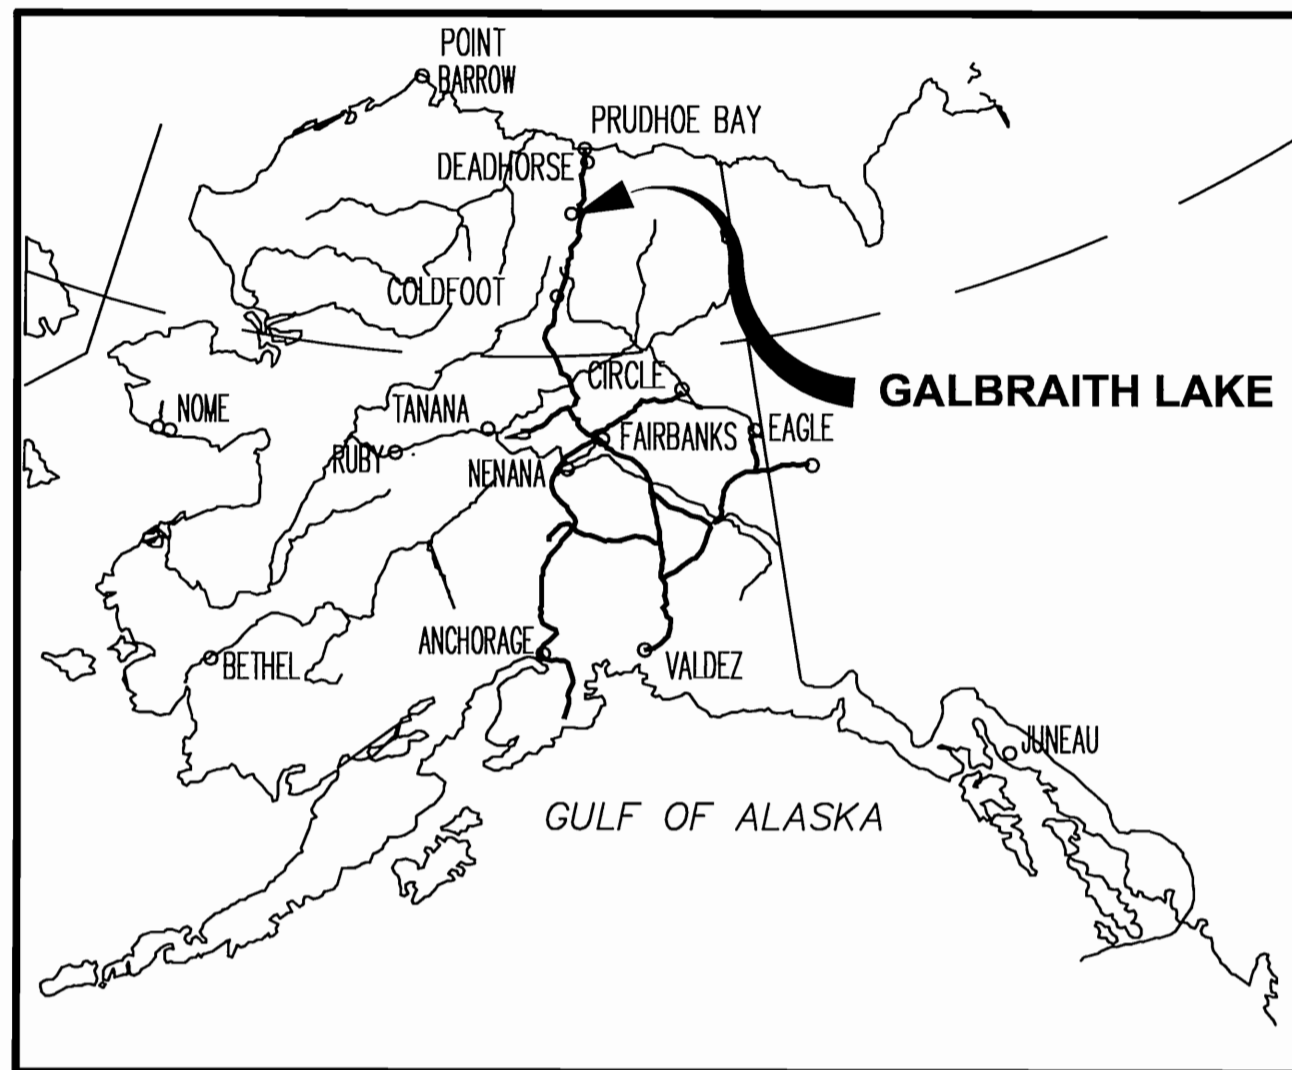 POINT
BARROW
PRUDHOE BAY
DEADHORSE
COLDFOOT
CIRCLE
GALBRAITH LAKE
NOME
TANANA
FAIRBANKS
EAGLE
RUBY
NENANA
ANCHORAGE
BETHEL
VALDEZ
JUNEAU
GULF OF ALASKA